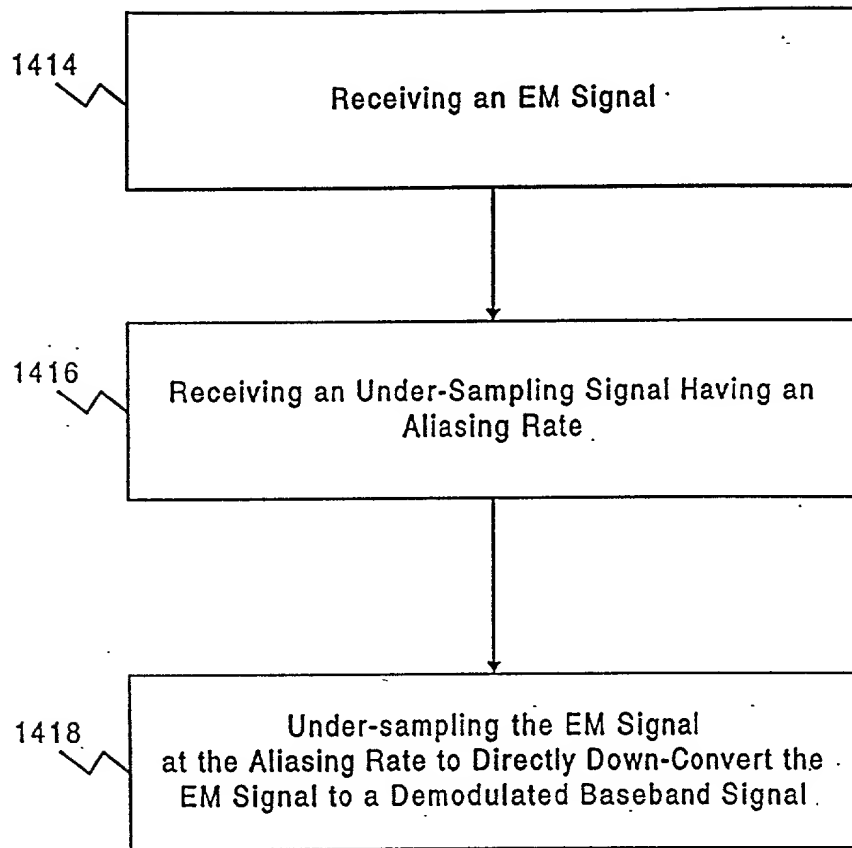 1414
Receiving an EM Signal
1416
Receiving an Under-Sampling Signal Having an
Aliasing Rate
1418
Under-sampling the EM Signal
at the Aliasing Rate to Directly Down-Convert the
EM Signal to a Demodulated Baseband Signal